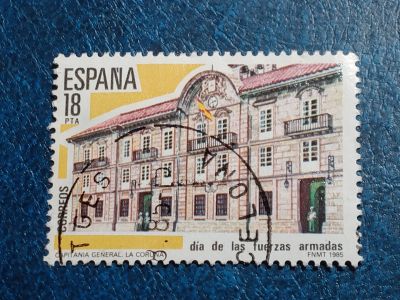 ESPAÑA
18
PTA
CORREOS
día de las fuerzas armadas
CAPITANIA GENERAL. LA CORUÑA
FNMT 1985